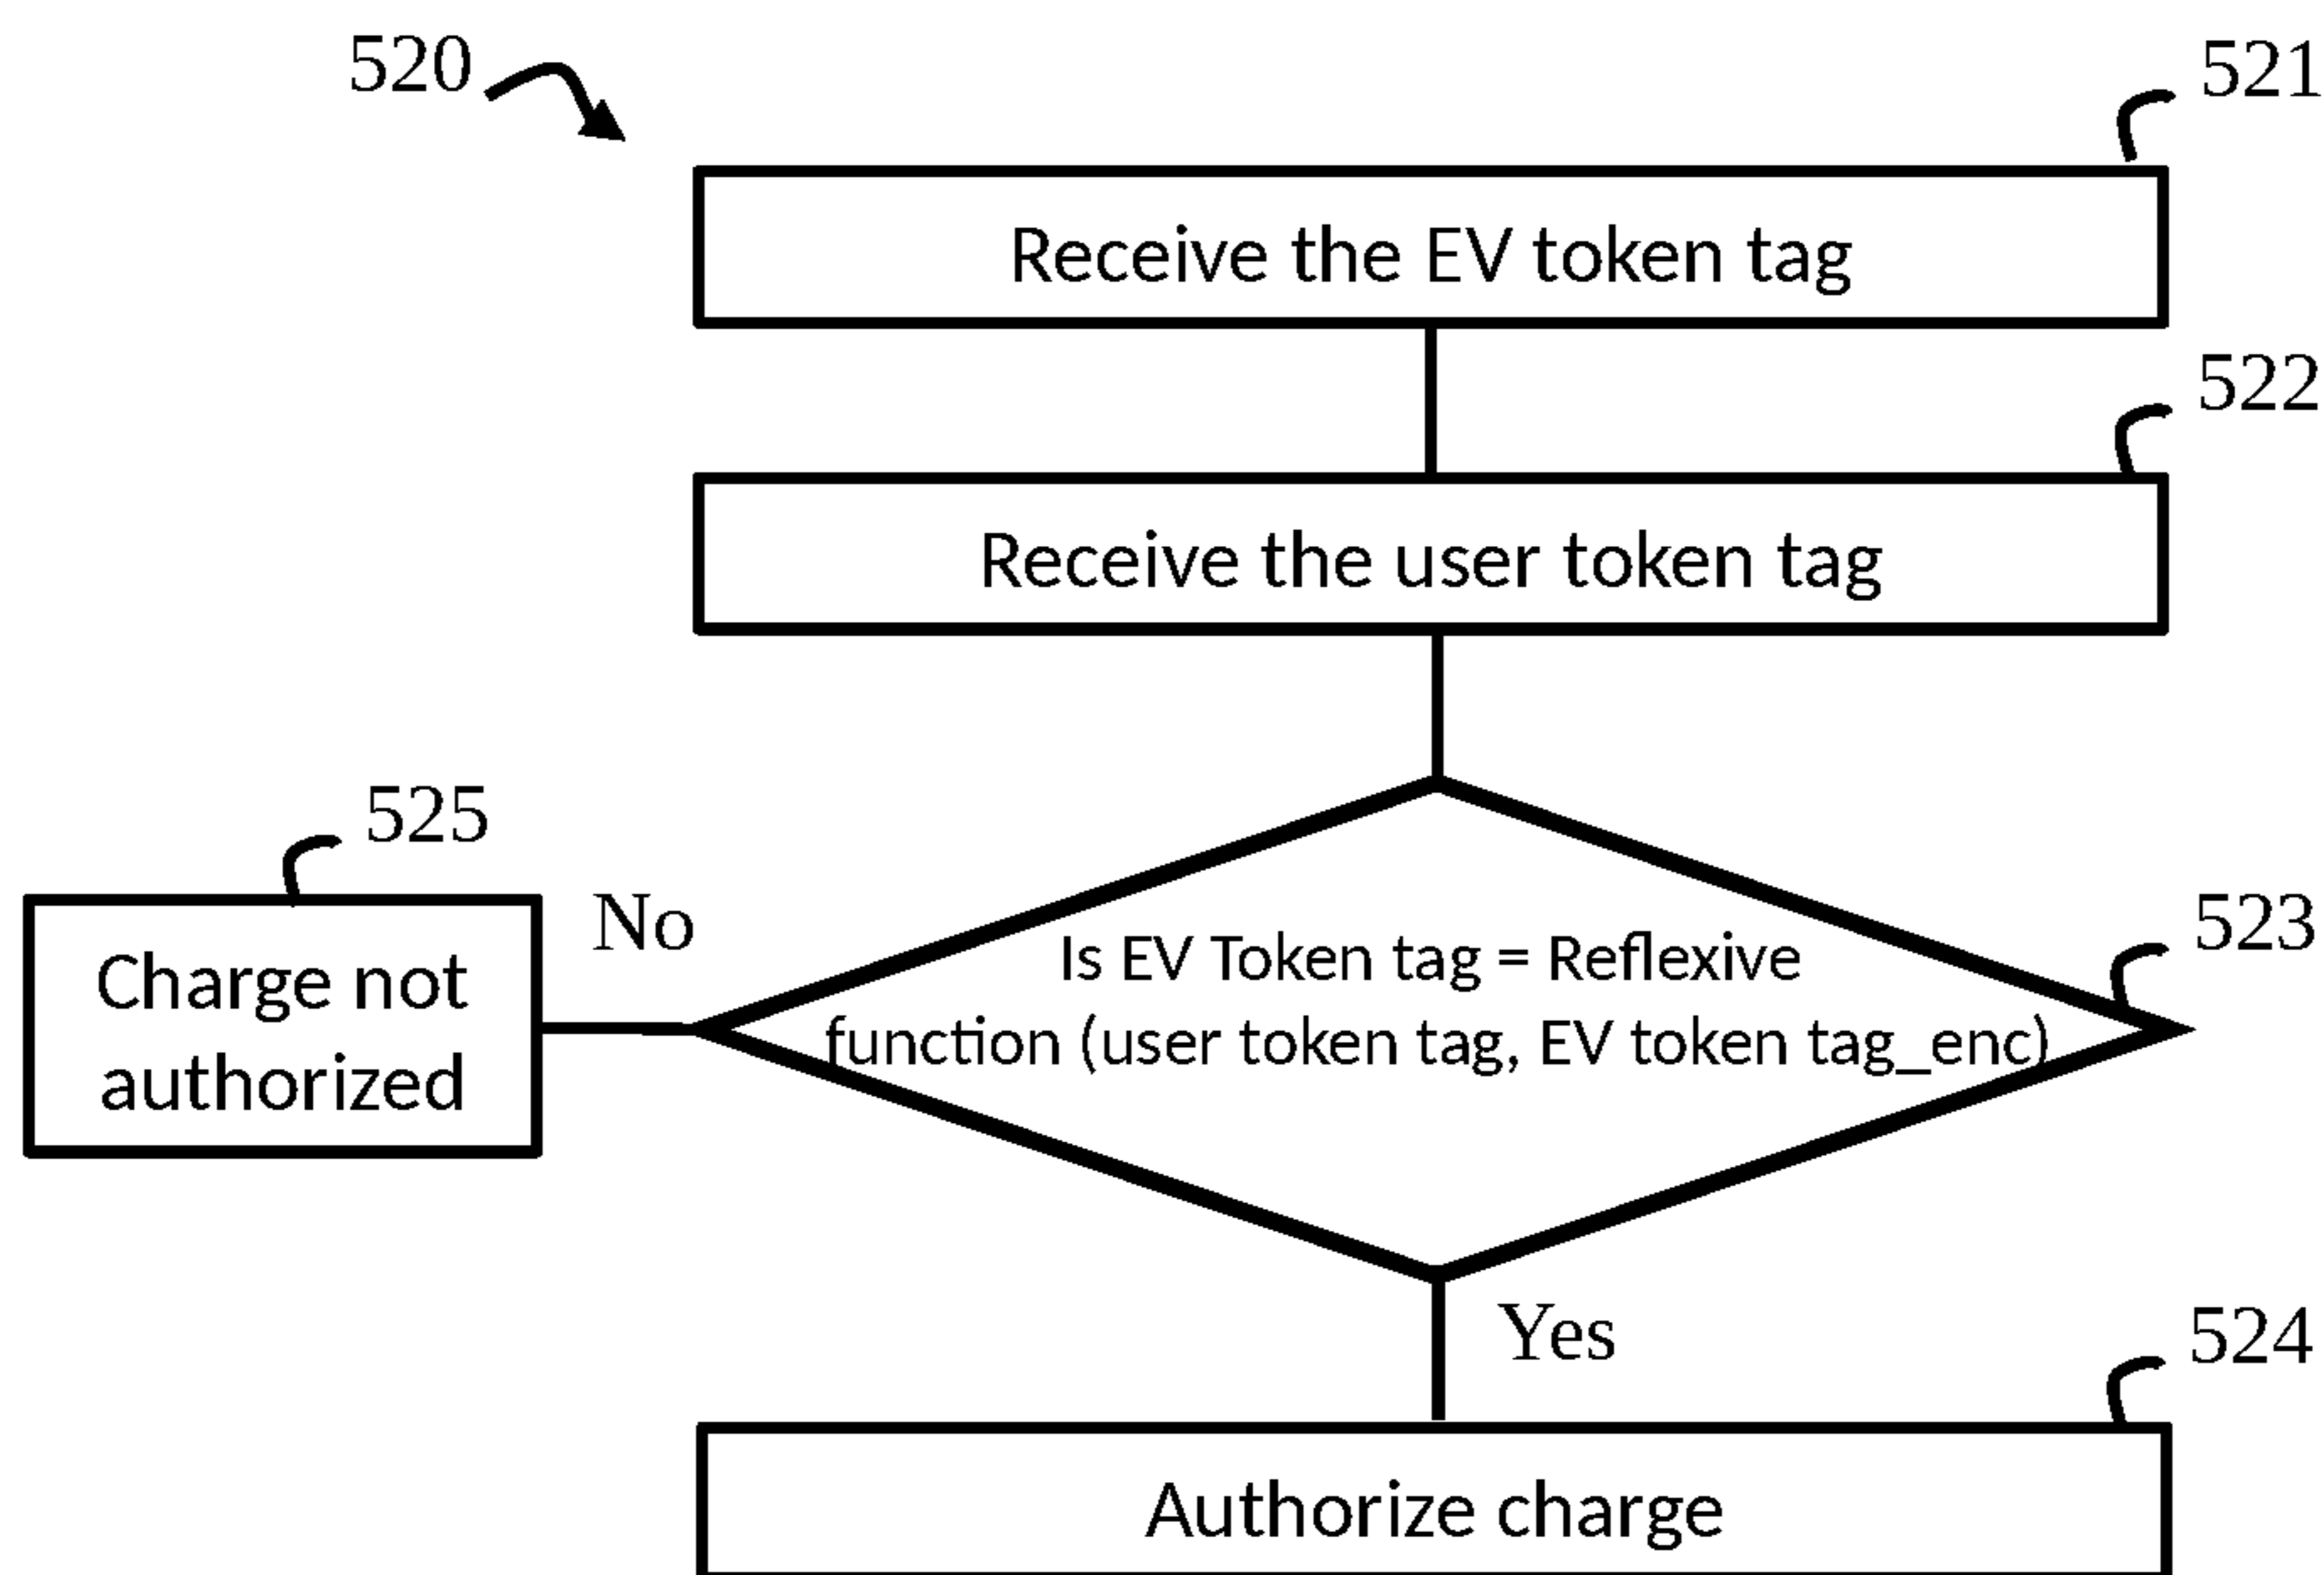 520
521
Receive the EV token tag
522
Receive the user token tag
525
Charge not
authorized
No
523
Is EV Token tag = Reflexive
function (user token tag, EV token tag_enc)
Yes
524
Authorize charge